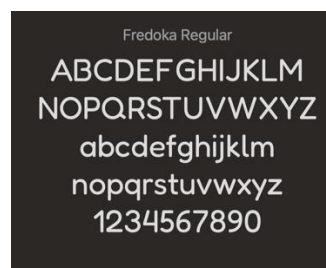 Fredoka Regular
ABCDEFGHIJKLM
NOPQRSTUVWXYZ
abcdefghijklm
nopqrstuvwxyz
1234567890